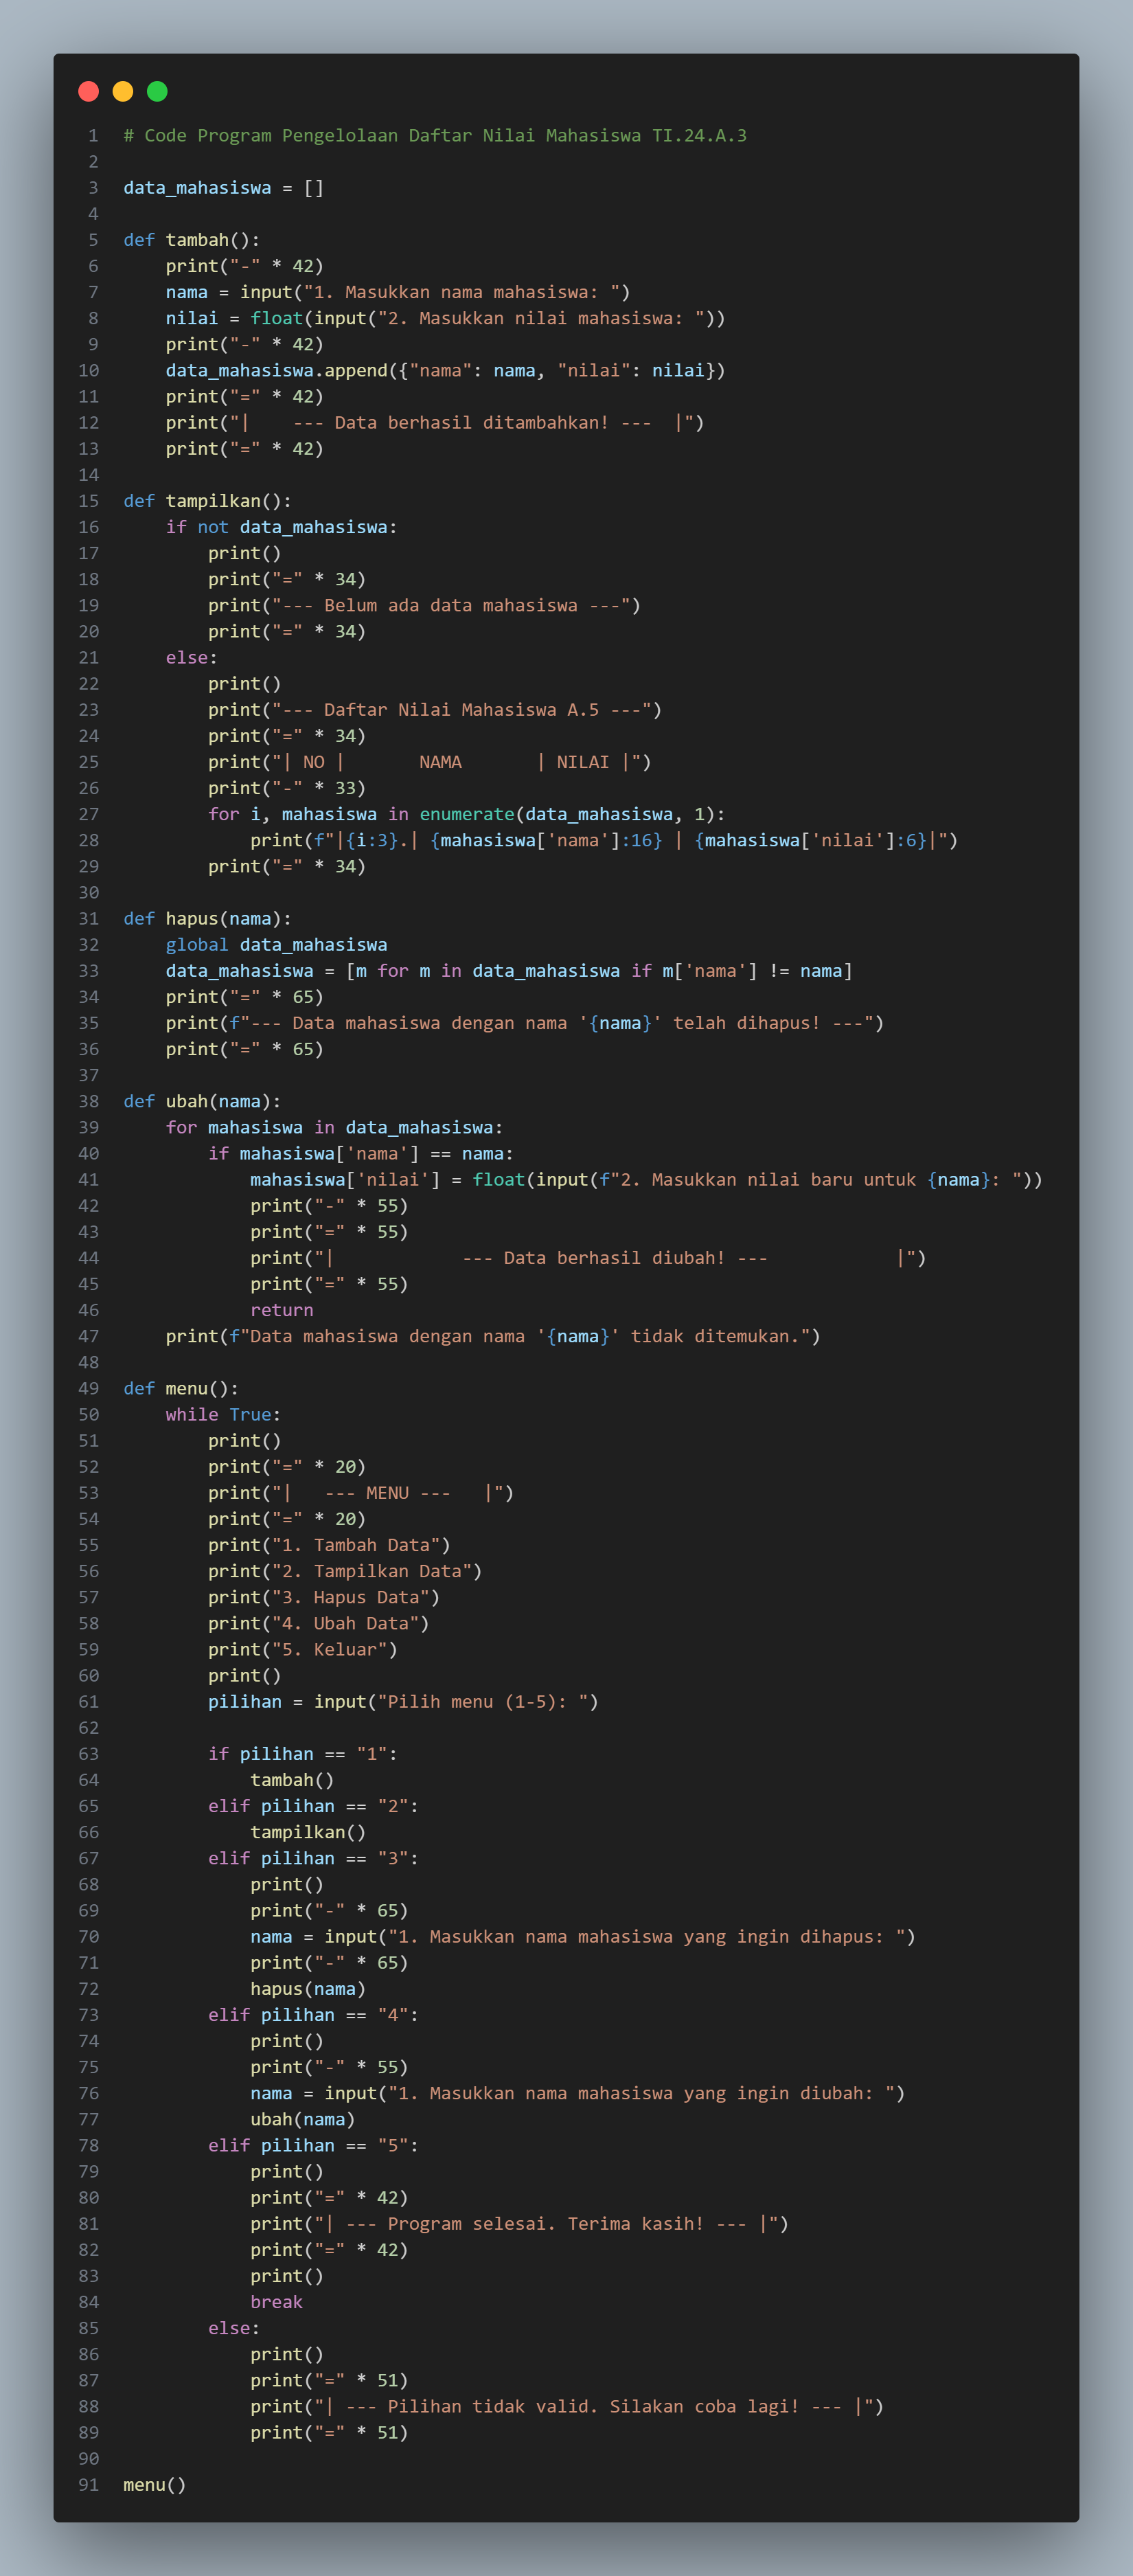 1 # Code Program Pengelolaan Daftar Nilai Mahasiswa TI.24.A.3
2
3 data_mahasiswa = []
4
5 def tambah():
6     print("-" * 42)
7     nama = input("1. Masukkan nama mahasiswa: ")
8     nilai = float(input("2. Masukkan nilai mahasiswa: "))
9     print("-" * 42)
10     data_mahasiswa.append({"nama": nama, "nilai": nilai})
11     print("=" * 42)
12     print("|    --- Data berhasil ditambahkan! ---  |")
13     print("=" * 42)
14
15 def tampilkan():
16     if not data_mahasiswa:
17         print()
18         print("=" * 34)
19         print("--- Belum ada data mahasiswa ---")
20         print("=" * 34)
21     else:
22         print()
23         print("--- Daftar Nilai Mahasiswa A.5 ---")
24         print("=" * 34)
25         print("| NO |       NAMA       | NILAI |")
26         print("-" * 33)
27         for i, mahasiswa in enumerate(data_mahasiswa, 1):
28             print(f"|{i:3}.| {mahasiswa['nama']:16} | {mahasiswa['nilai']:6}|")
29         print("=" * 34)
30
31 def hapus(nama):
32     global data_mahasiswa
33     data_mahasiswa = [m for m in data_mahasiswa if m['nama'] != nama]
34     print("=" * 65)
35     print(f"--- Data mahasiswa dengan nama '{nama}' telah dihapus! ---")
36     print("=" * 65)
37
38 def ubah(nama):
39     for mahasiswa in data_mahasiswa:
40         if mahasiswa['nama'] == nama:
41             mahasiswa['nilai'] = float(input(f"2. Masukkan nilai baru untuk {nama}: "))
42             print("-" * 55)
43             print("=" * 55)
44             print("|            --- Data berhasil diubah! ---            |")
45             print("=" * 55)
46             return
47     print(f"Data mahasiswa dengan nama '{nama}' tidak ditemukan.")
48
49 def menu():
50     while True:
51         print()
52         print("=" * 20)
53         print("|   --- MENU ---   |")
54         print("=" * 20)
55         print("1. Tambah Data")
56         print("2. Tampilkan Data")
57         print("3. Hapus Data")
58         print("4. Ubah Data")
59         print("5. Keluar")
60         print()
61         pilihan = input("Pilih menu (1-5): ")
62
63         if pilihan == "1":
64             tambah()
65         elif pilihan == "2":
66             tampilkan()
67         elif pilihan == "3":
68             print()
69             print("-" * 65)
70             nama = input("1. Masukkan nama mahasiswa yang ingin dihapus: ")
71             print("-" * 65)
72             hapus(nama)
73         elif pilihan == "4":
74             print()
75             print("-" * 55)
76             nama = input("1. Masukkan nama mahasiswa yang ingin diubah: ")
77             ubah(nama)
78         elif pilihan == "5":
79             print()
80             print("=" * 42)
81             print("| --- Program selesai. Terima kasih! --- |")
82             print("=" * 42)
83             print()
84             break
85         else:
86             print()
87             print("=" * 51)
88             print("| --- Pilihan tidak valid. Silakan coba lagi! --- |")
89             print("=" * 51)
90
91 menu()